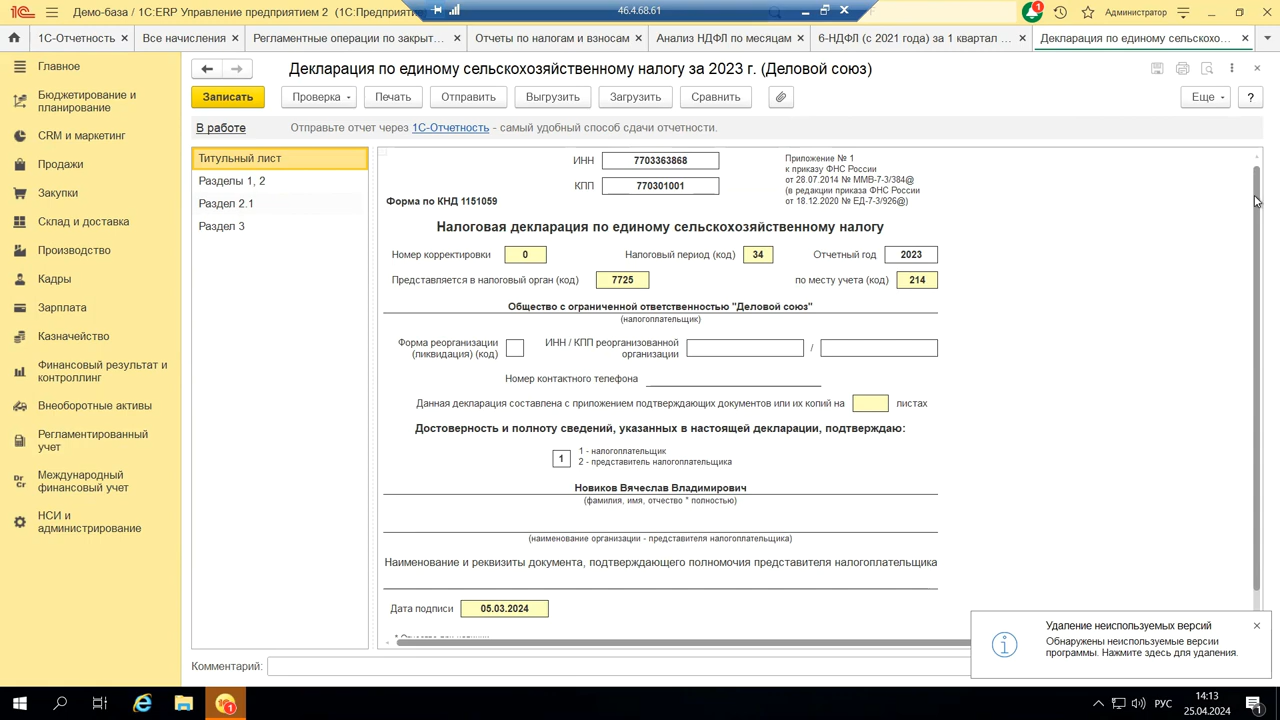 Демо-база / 1С:ERP Управление предприятием 2 (1С:Предприяти...
46.4.68.61
1
Администратор
1С-Отчетность
Все начисления
Регламентные операции по закрыт...
Отчеты по налогам и взносам
Анализ НДФЛ по месяцам
6-НДФЛ (с 2021 года) за 1 квартал ...
Декларация по единому сельскохо...
Главное
Бюджетирование и
планирование
CRM и маркетинг
Продажи
Закупки
Склад и доставка
Производство
Кадры
Зарплата
Казначейство
Финансовый результат и
контроллинг
Внеоборотные активы
Регламентированный
учет
Dr
Cr
Международный
финансовый учет
НСИ и
администрирование
Декларация по единому сельскохозяйственному налогу за 2023 г. (Деловой союз)
Записать
Проверка
Печать
Отправить
Выгрузить
Загрузить
Сравнить
Еще
?
В работе
Отправьте отчет через 1С-Отчетность - самый удобный способ сдачи отчетности.
Титульный лист
Разделы 1, 2
Раздел 2.1
Раздел 3
ИНН 7703363868
КПП 770301001
Приложение № 1
к приказу ФНС России
от 28.07.2014 № ММВ-7-3/384@
(в редакции приказа ФНС России
от 18.12.2020 № ЕД-7-3/926@)
Форма по КНД 1151059
Налоговая декларация по единому сельскохозяйственному налогу
Номер корректировки 0 Налоговый период (код) 34 Отчетный год 2023
Представляется в налоговый орган (код) 7725 по месту учета (код) 214
Общество с ограниченной ответственностью "Деловой союз"
(налогоплательщик)
Форма реорганизации
(ликвидация) (код)
ИНН / КПП реорганизованной
организации
/
Номер контактного телефона
Данная декларация составлена с приложением подтверждающих документов или их копий на листах
Достоверность и полноту сведений, указанных в настоящей декларации, подтверждаю:
1
1 - налогоплательщик
2 - представитель налогоплательщика
Новиков Вячеслав Владимирович
(фамилия, имя, отчество * полностью)
(наименование организации - представителя налогоплательщика)
Наименование и реквизиты документа, подтверждающего полномочия представителя налогоплательщика
Дата подписи 05.03.2024
* Отчество при наличии
Комментарий:
Удаление неиспользуемых версий
Обнаружены неиспользуемые версии
программы. Нажмите здесь для удаления.
1
РУС
14:13
25.04.2024
1